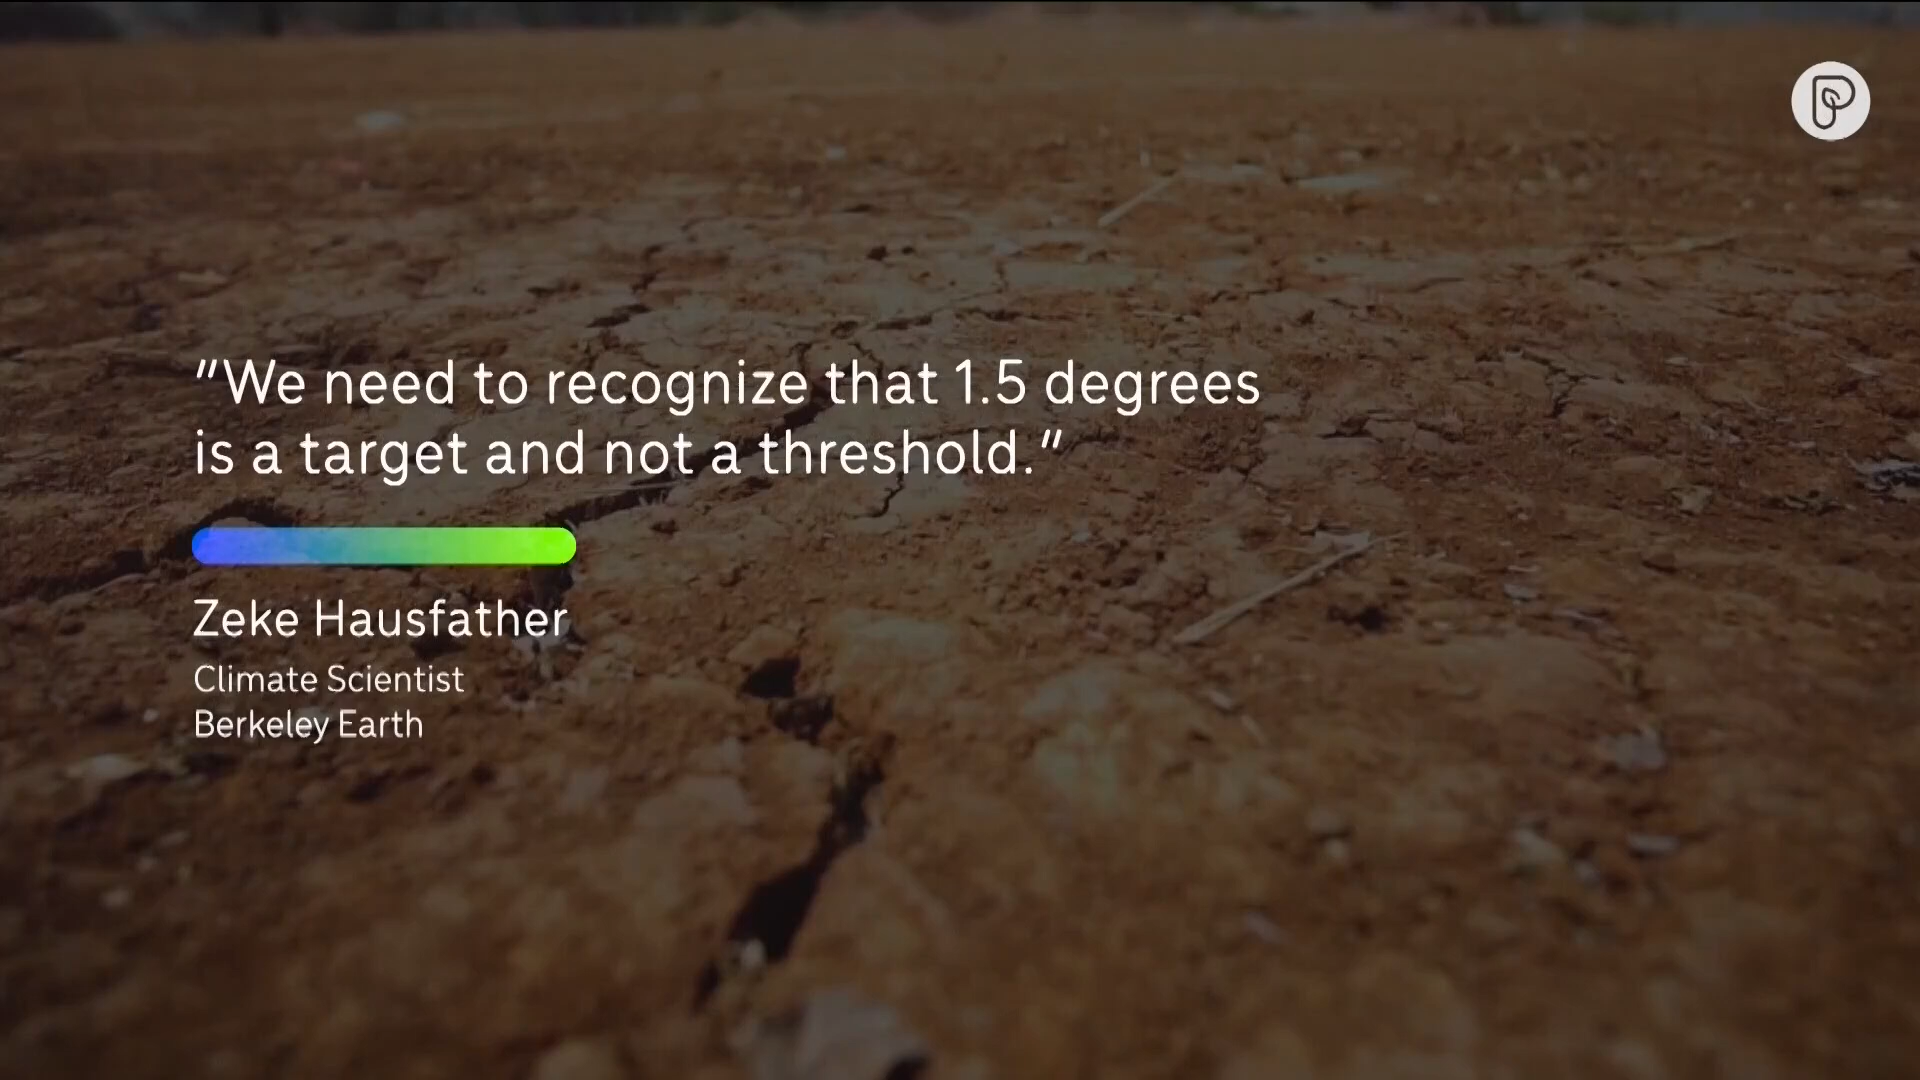 "We need to recognize that 1.5 degrees
is a target and not a threshold."
Zeke Hausfather
Climate Scientist
Berkeley Earth